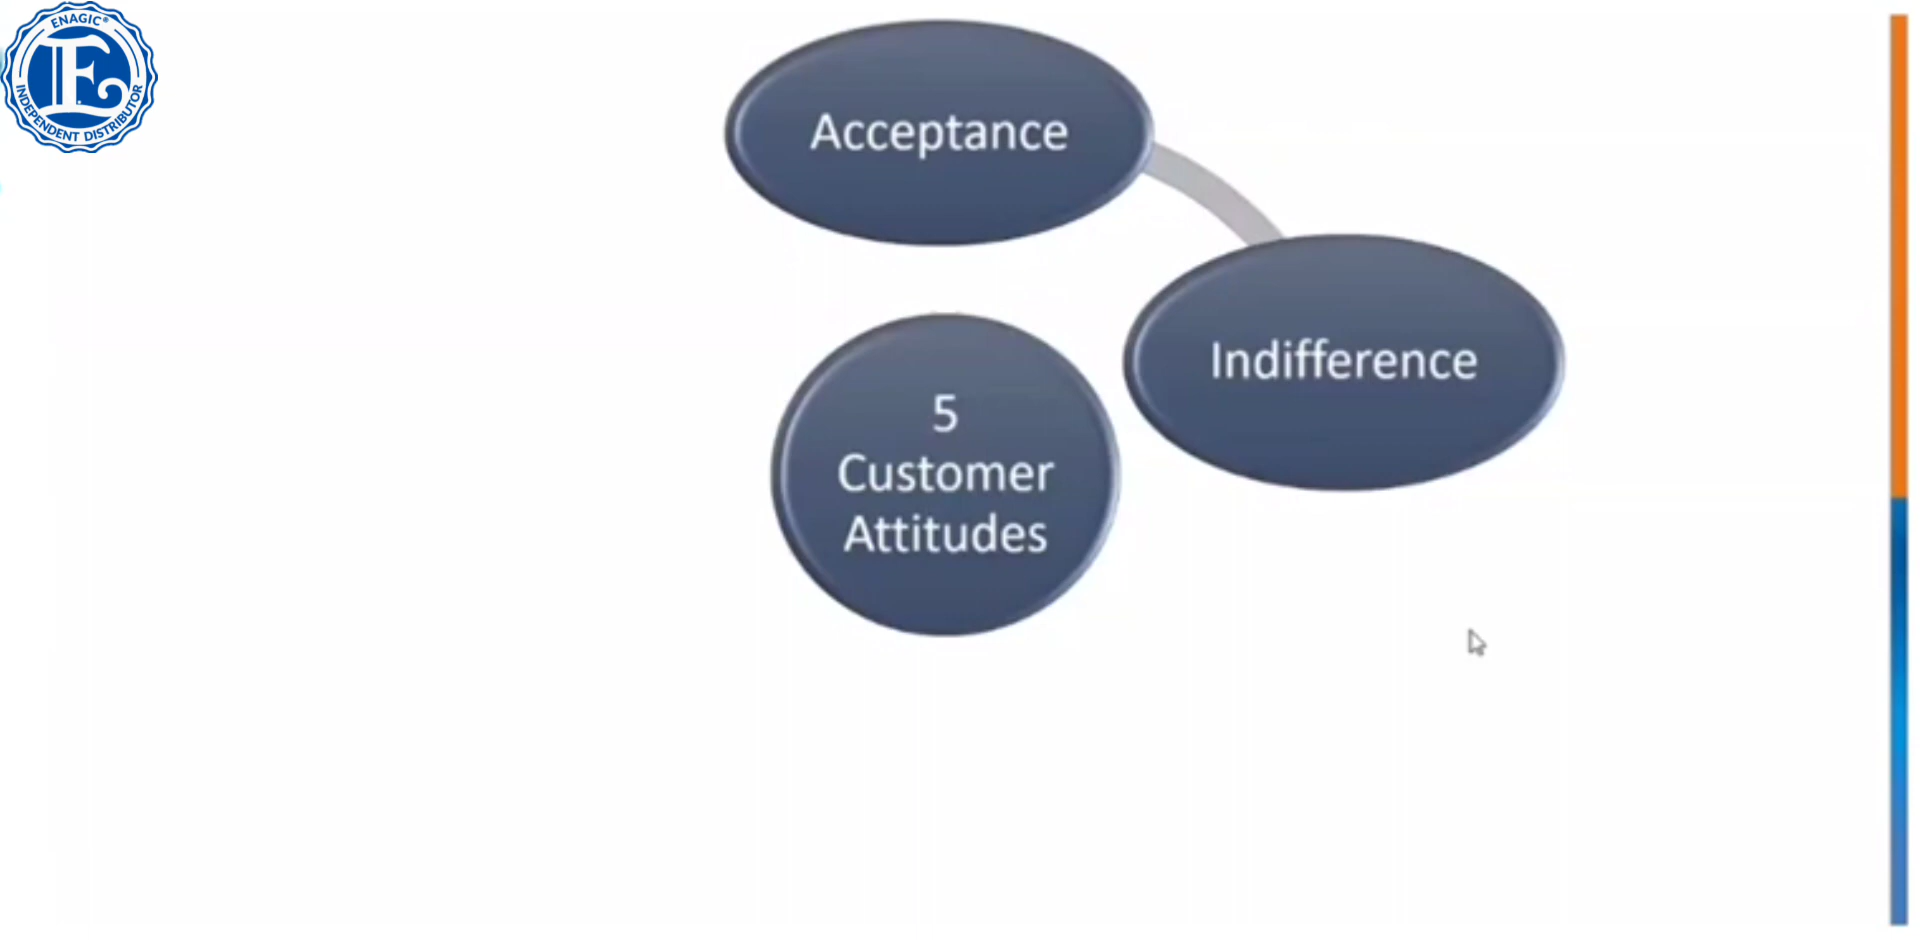 ENAGIC®
E
INDEPENDENT DISTRIBUTOR
Acceptance
Indifference
5
Customer
Attitudes